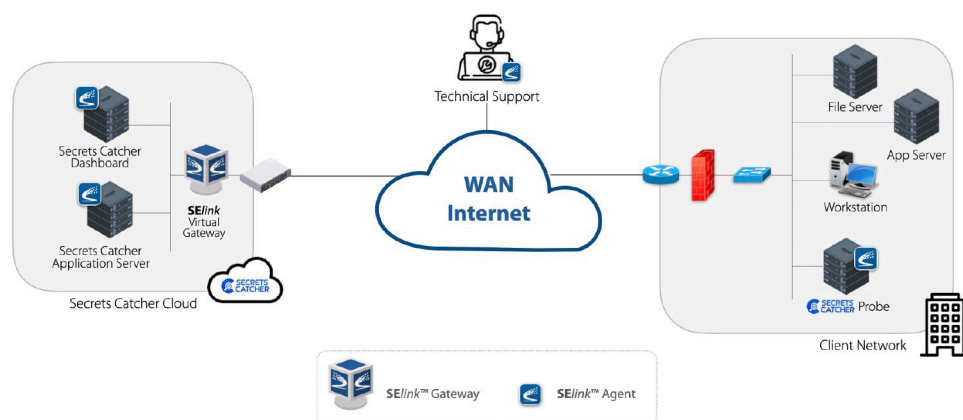 Technical Support
File Server
App Server
Secrets Catcher
Dashboard
SElink
Virtual
Gateway
WAN
Internet
Workstation
Secrets Catcher
Application Server
SECRETS
CATCHER
Secrets Catcher Cloud
SECRETS
CATCHER Probe
Client Network
SElink™ Gateway
SElink™ Agent